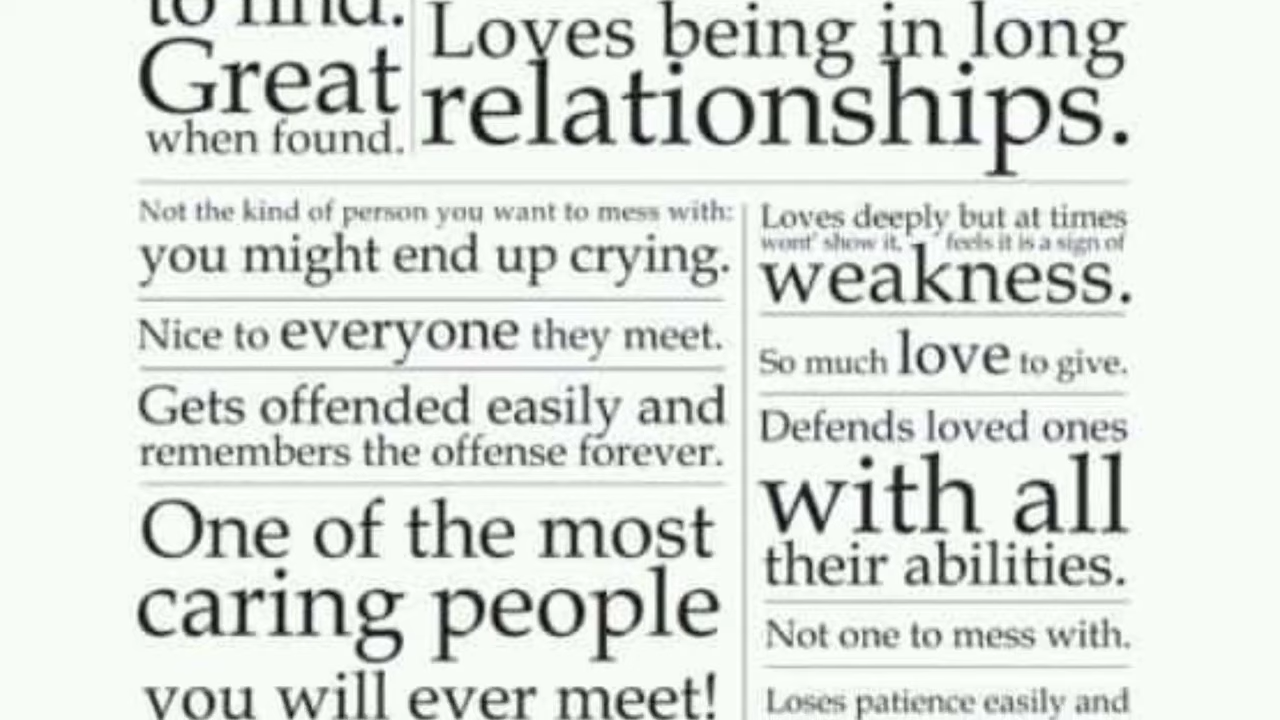 to find.
Great
when found.
Loves being in long
relationships.
Not the kind of person you want to mess with:
you might end up crying.
Nice to everyone they meet.
Gets offended easily and
remembers the offense forever.
One of the most
caring people
you will ever meet!
Loves deeply but at times
wont' show it, ' ' feels it is a sign of
weakness.
So much love to give.
Defends loved ones
with all
their abilities.
Not one to mess with.
Loses patience easily and